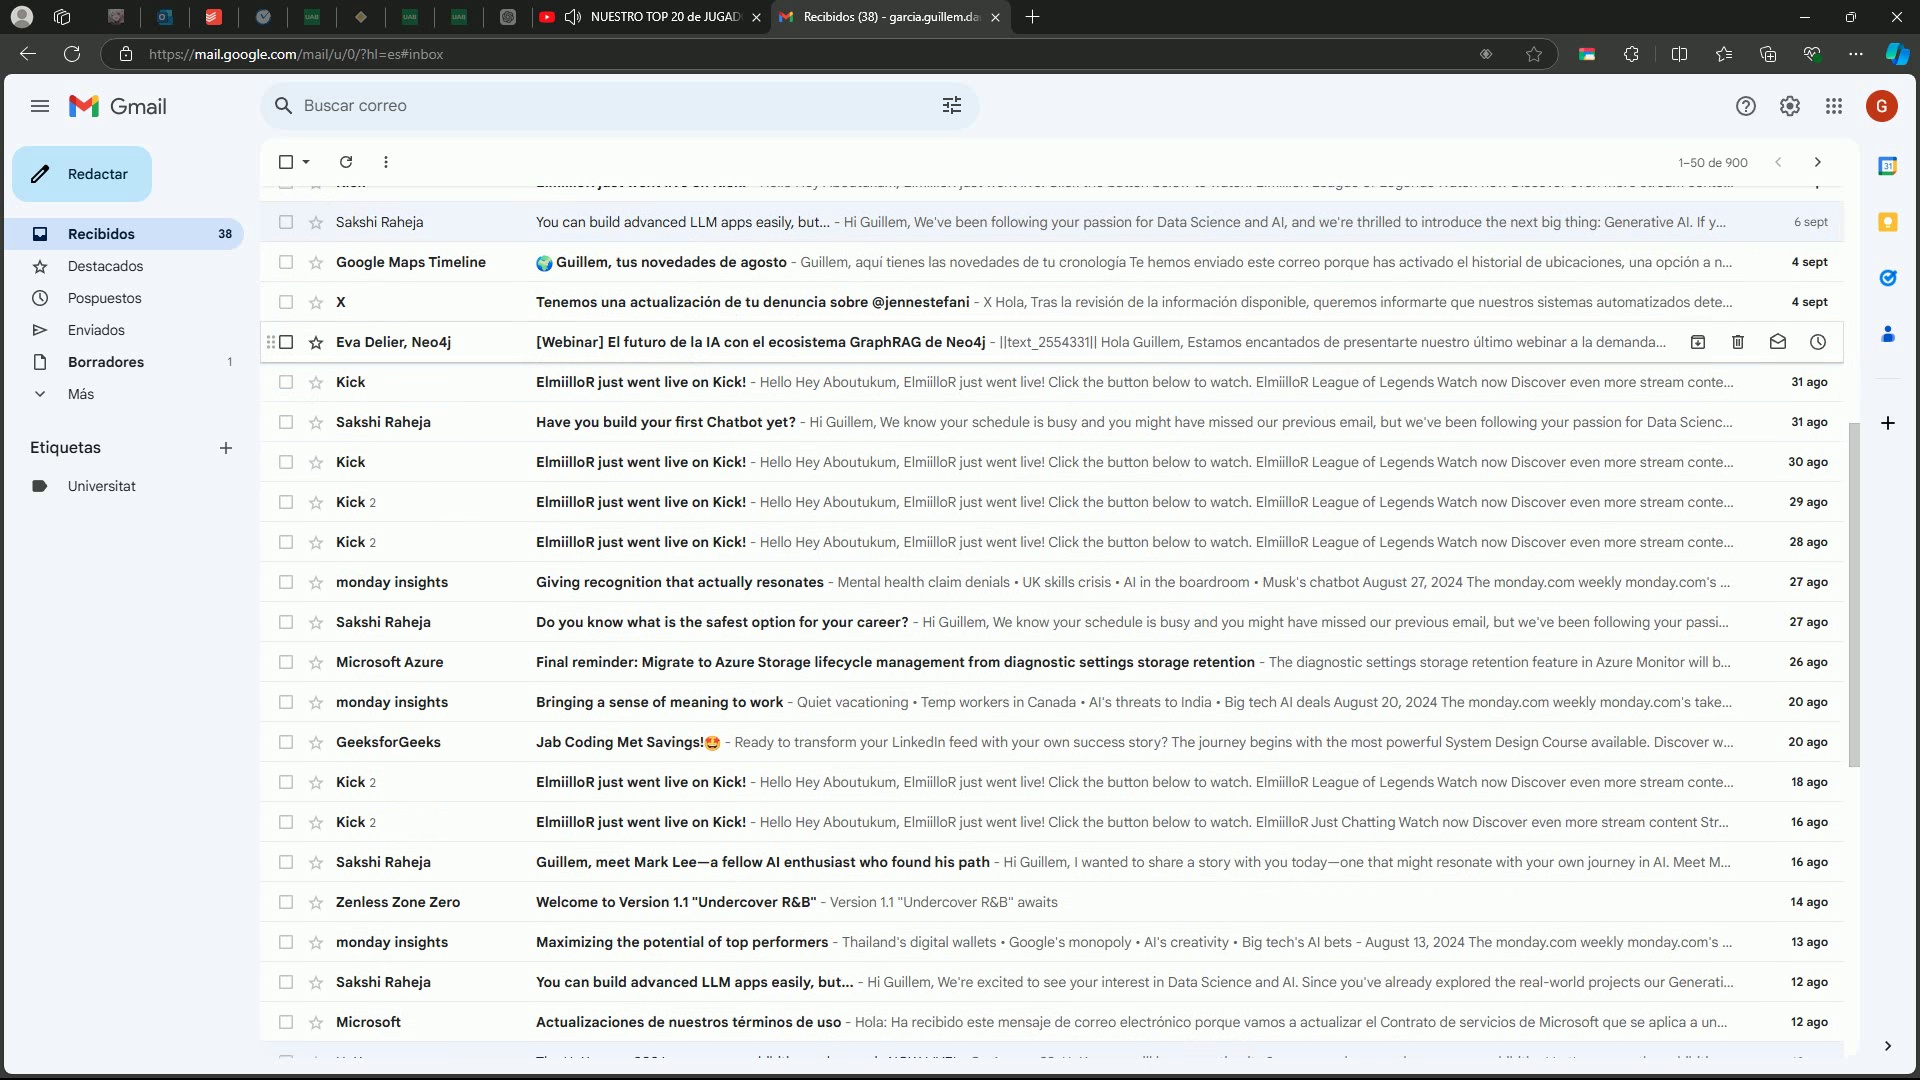 NUESTRO TOP 20 de JUGAD
Recibidos (38) - garcia.guillem.da
https://mail.google.com/mail/u/0/?hl=es#inbox
Gmail
Buscar correo
G
Redactar
1–50 de 900
Recibidos 38
Destacados
Pospuestos
Enviados
Borradores 1
Más
Etiquetas
Universitat
Sakshi Raheja You can build advanced LLM apps easily, but... - Hi Guillem, We've been following your passion for Data Science and AI, and we're thrilled to introduce the next big thing: Generative AI. If y... 6 sept
Google Maps Timeline 🌍 Guillem, tus novedades de agosto - Guillem, aquí tienes las novedades de tu cronología Te hemos enviado este correo porque has activado el historial de ubicaciones, una opción a n... 4 sept
X Tenemos una actualización de tu denuncia sobre @jennestefani - X Hola, Tras la revisión de la información disponible, queremos informarte que nuestros sistemas automatizados dete... 4 sept
Eva Delier, Neo4j [Webinar] El futuro de la IA con el ecosistema GraphRAG de Neo4j - ||text_2554331|| Hola Guillem, Estamos encantados de presentarte nuestro último webinar a la demanda...
Kick ElmiilloR just went live on Kick! - Hello Hey Aboutukum, ElmiilloR just went live! Click the button below to watch. ElmiilloR League of Legends Watch now Discover even more stream conte... 31 ago
Sakshi Raheja Have you build your first Chatbot yet? - Hi Guillem, We know your schedule is busy and you might have missed our previous email, but we've been following your passion for Data Scienc... 31 ago
Kick ElmiilloR just went live on Kick! - Hello Hey Aboutukum, ElmiilloR just went live! Click the button below to watch. ElmiilloR League of Legends Watch now Discover even more stream conte... 30 ago
Kick 2 ElmiilloR just went live on Kick! - Hello Hey Aboutukum, ElmiilloR just went live! Click the button below to watch. ElmiilloR League of Legends Watch now Discover even more stream conte... 29 ago
Kick 2 ElmiilloR just went live on Kick! - Hello Hey Aboutukum, ElmiilloR just went live! Click the button below to watch. ElmiilloR League of Legends Watch now Discover even more stream conte... 28 ago
monday insights Giving recognition that actually resonates - Mental health claim denials • UK skills crisis • AI in the boardroom • Musk's chatbot August 27, 2024 The monday.com weekly monday.com's ... 27 ago
Sakshi Raheja Do you know what is the safest option for your career? - Hi Guillem, We know your schedule is busy and you might have missed our previous email, but we've been following your passi... 27 ago
Microsoft Azure Final reminder: Migrate to Azure Storage lifecycle management from diagnostic settings storage retention - The diagnostic settings storage retention feature in Azure Monitor will b... 26 ago
monday insights Bringing a sense of meaning to work - Quiet vacationing • Temp workers in Canada • AI's threats to India • Big tech AI deals August 20, 2024 The monday.com weekly monday.com's take... 20 ago
GeeksforGeeks Jab Coding Met Savings!🤩 - Ready to transform your LinkedIn feed with your own success story? The journey begins with the most powerful System Design Course available. Discover w... 20 ago
Kick 2 ElmiilloR just went live on Kick! - Hello Hey Aboutukum, ElmiilloR just went live! Click the button below to watch. ElmiilloR League of Legends Watch now Discover even more stream conte... 18 ago
Kick 2 ElmiilloR just went live on Kick! - Hello Hey Aboutukum, ElmiilloR just went live! Click the button below to watch. ElmiilloR Just Chatting Watch now Discover even more stream content Str... 16 ago
Sakshi Raheja Guillem, meet Mark Lee—a fellow AI enthusiast who found his path - Hi Guillem, I wanted to share a story with you today—one that might resonate with your own journey in AI. Meet M... 16 ago
Zenless Zone Zero Welcome to Version 1.1 "Undercover R&B" - Version 1.1 "Undercover R&B" awaits 14 ago
monday insights Maximizing the potential of top performers - Thailand's digital wallets • Google's monopoly • AI's creativity • Big tech's AI bets - August 13, 2024 The monday.com weekly monday.com's ... 13 ago
Sakshi Raheja You can build advanced LLM apps easily, but... - Hi Guillem, We're excited to see your interest in Data Science and AI. Since you've already explored the real-world projects our Generati... 12 ago
Microsoft Actualizaciones de nuestros términos de uso - Hola: Ha recibido este mensaje de correo electrónico porque vamos a actualizar el Contrato de servicios de Microsoft que se aplica a un... 12 ago